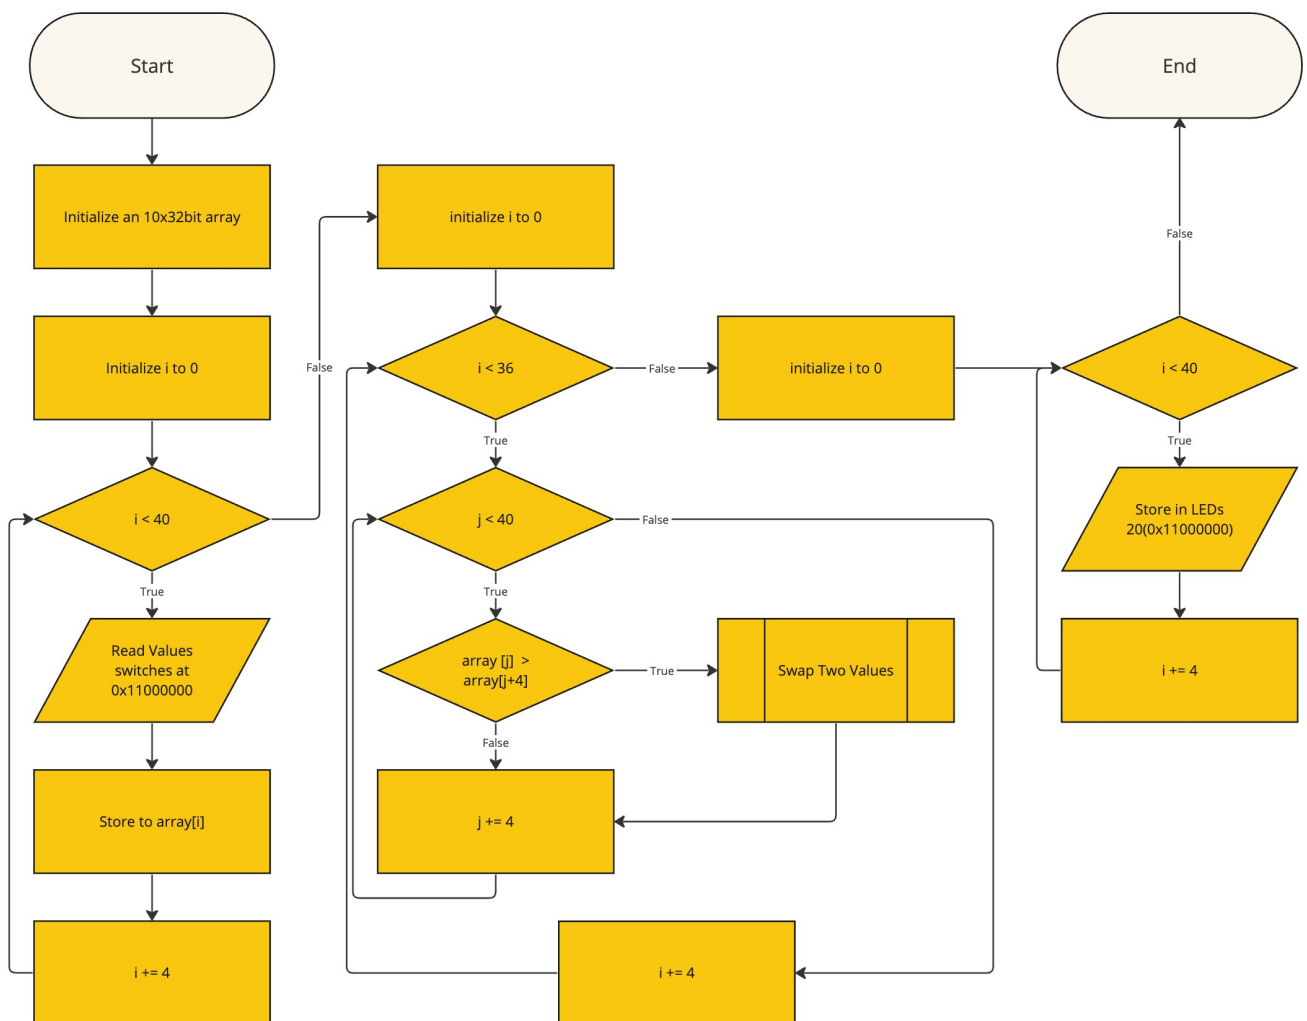 Start
Initialize an 10x32bit array
Initialize i to 0
i < 40
True
False
Read Values
switches at
0x11000000
Store to array[i]
i += 4
initialize i to 0
i < 36
True
False
j < 40
True
False
array [j]  >
array[j+4]
True
False
Swap Two Values
j += 4
i += 4
initialize i to 0
i < 40
True
False
Store in LEDs
20(0x11000000)
i += 4
End